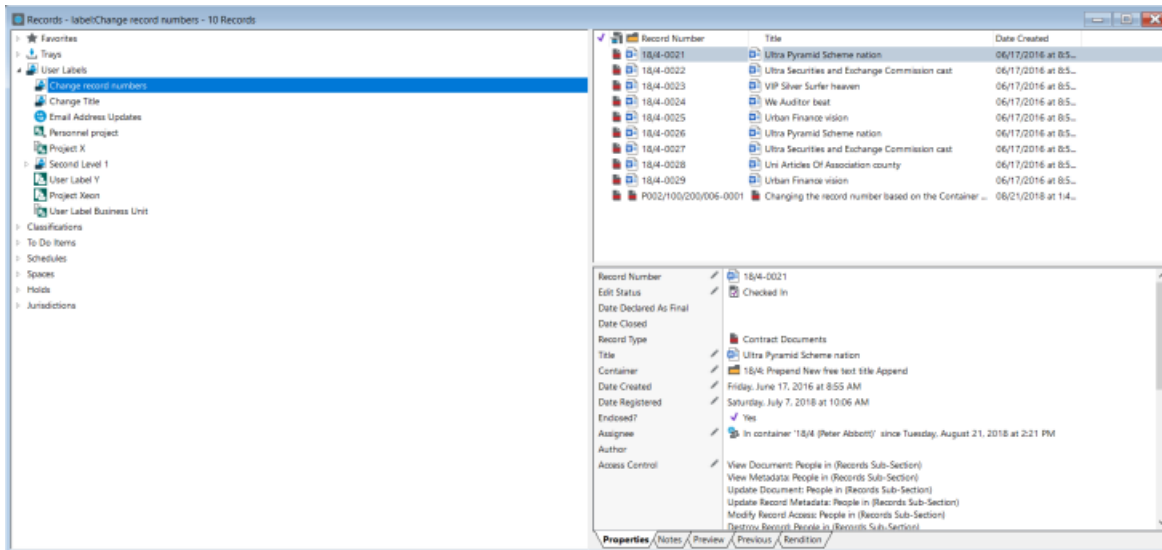 Records - label:Change record numbers - 10 Records
Favorites
Trays
User Labels
Change record numbers
Change Title
Email Address Updates
Personnel project
Project X
Second Level 1
User Label Y
Project Xeon
User Label Business Unit
Classifications
To Do Items
Schedules
Spaces
Holds
Jurisdictions
Record Number Title Date Created
18/4-0021 Ultra Pyramid Scheme nation 06/17/2016 at 8:5...
18/4-0022 Ultra Securities and Exchange Commission cast 06/17/2016 at 8:5...
18/4-0023 VIP Silver Surfer heaven 06/17/2016 at 8:5...
18/4-0024 We Auditor beat 06/17/2016 at 8:5...
18/4-0025 Urban Finance vision 06/17/2016 at 8:5...
18/4-0026 Ultra Pyramid Scheme nation 06/17/2016 at 8:5...
18/4-0027 Ultra Securities and Exchange Commission cast 06/17/2016 at 8:5...
18/4-0028 Uni Articles Of Association county 06/17/2016 at 8:5...
18/4-0029 Urban Finance vision 06/17/2016 at 8:5...
P002/100/200/006-0001 Changing the record number based on the Container ... 08/21/2018 at 1:4...
Record Number 18/4-0021
Edit Status Checked In
Date Declared As Final
Date Closed
Record Type Contract Documents
Title Ultra Pyramid Scheme nation
Container 18/4: Prepend New free text title Append
Date Created Friday, June 17, 2016 at 8:55 AM
Date Registered Saturday, July 7, 2018 at 10:06 AM
Enclosed? Yes
Assignee In container '18/4 (Peter Abbott)' since Tuesday, August 21, 2018 at 2:21 PM
Author
Access Control View Document: People in (Records Sub-Section)
View Metadata: People in (Records Sub-Section)
Update Document: People in (Records Sub-Section)
Update Record Metadata: People in (Records Sub-Section)
Modify Record Access: People in (Records Sub-Section)
Destroy Record: People in (Records Sub-Section)
Properties Notes Preview Previous Rendition